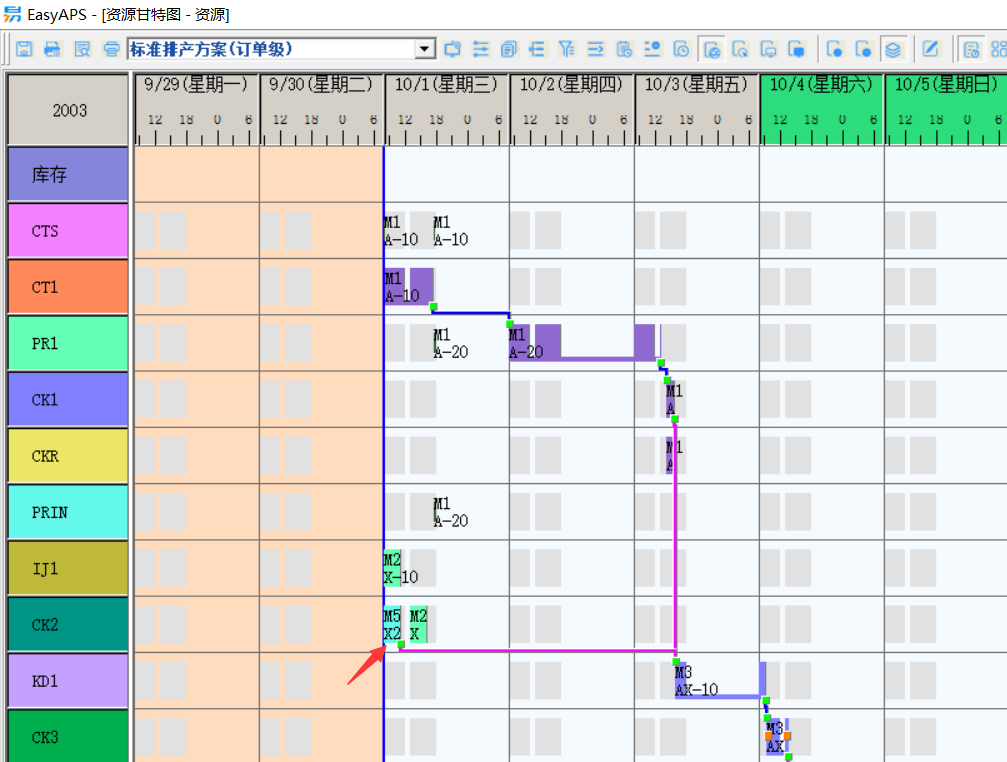 EasyAPS - [资源甘特图 - 资源]
标准排产方案(订单级)
2003
9/29(星期一) 9/30(星期二) 10/1(星期三) 10/2(星期四) 10/3(星期五) 10/4(星期六) 10/5(星期日)
12 18 0 6 12 18 0 6 12 18 0 6 12 18 0 6 12 18 0 6 12 18 0 6 12 18 0 6
库存
CTS
M1 M1
A-10 A-10
CT1
M1
A-10
PR1
M1 M1
A-20 A-20
CK1
M1
A
CKR
M1
A
PRIN
M1
A-20
IJ1
M2
X-10
CK2
M5 M2
X2 X
KD1
M3
AX-10
CK3
M3
AX